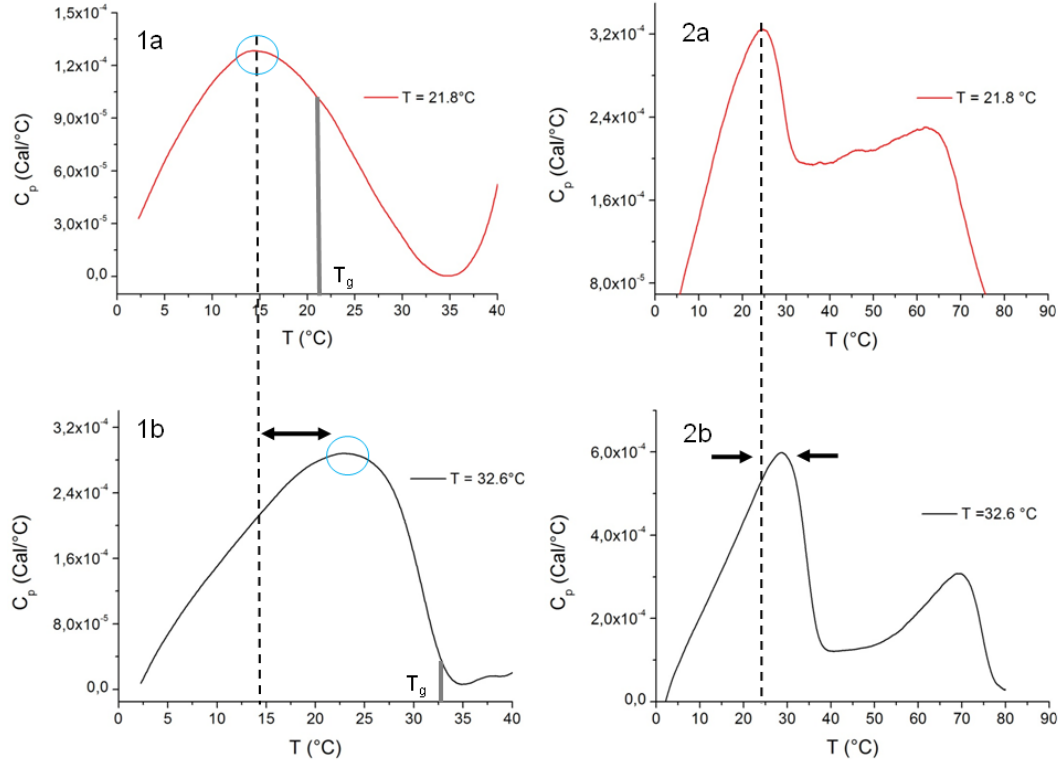 1a
1,5x10⁻⁴
1,2x10⁻⁴
9,0x10⁻⁵
6,0x10⁻⁵
3,0x10⁻⁵
0,0
Cₚ (Cal/°C)
T = 21.8°C
T_g
0 5 10 15 20 25 30 35 40
T (°C)
2a
3,2x10⁻⁴
2,4x10⁻⁴
1,6x10⁻⁴
8,0x10⁻⁵
Cₚ (Cal/°C)
T = 21.8 °C
0 10 20 30 40 50 60 70 80 90
T (°C)
1b
3,2x10⁻⁴
2,4x10⁻⁴
1,6x10⁻⁴
8,0x10⁻⁵
0,0
Cₚ (Cal/°C)
T = 32.6°C
T_g
0 5 10 15 20 25 30 35 40
T (°C)
2b
6,0x10⁻⁴
4,0x10⁻⁴
2,0x10⁻⁴
0,0
Cₚ (Cal/°C)
T =32.6 °C
0 10 20 30 40 50 60 70 80 90
T (°C)